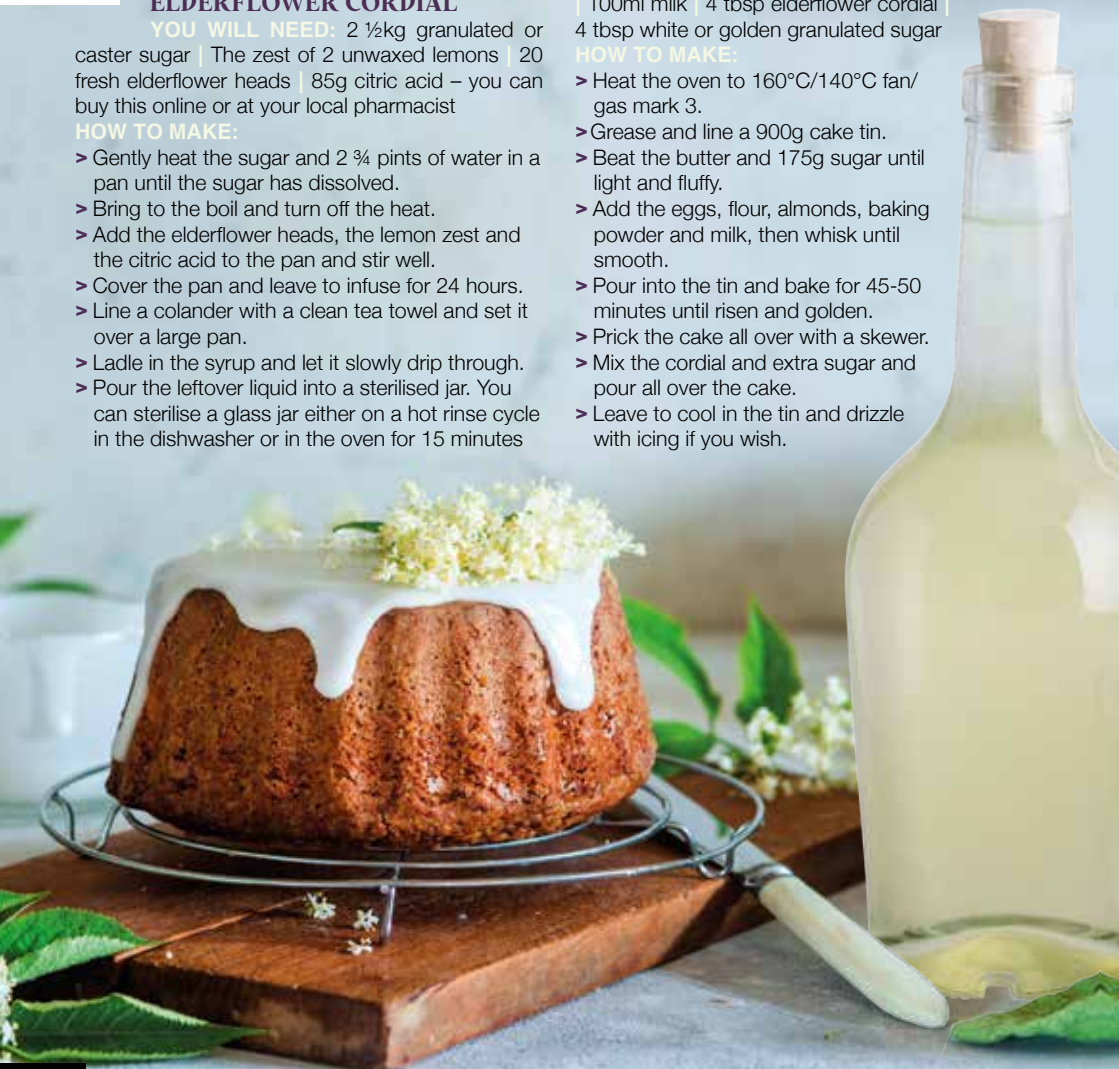 ELDERFLOWER CORDIAL
YOU WILL NEED: 2 ½kg granulated or
caster sugar | The zest of 2 unwaxed lemons | 20
fresh elderflower heads | 85g citric acid – you can
buy this online or at your local pharmacist
HOW TO MAKE:
> Gently heat the sugar and 2 ¾ pints of water in a
pan until the sugar has dissolved.
> Bring to the boil and turn off the heat.
> Add the elderflower heads, the lemon zest and
the citric acid to the pan and stir well.
> Cover the pan and leave to infuse for 24 hours.
> Line a colander with a clean tea towel and set it
over a large pan.
> Ladle in the syrup and let it slowly drip through.
> Pour the leftover liquid into a sterilised jar. You
can sterilise a glass jar either on a hot rinse cycle
in the dishwasher or in the oven for 15 minutes
| 100ml milk | 4 tbsp elderflower cordial |
4 tbsp white or golden granulated sugar
HOW TO MAKE:
> Heat the oven to 160°C/140°C fan/
gas mark 3.
> Grease and line a 900g cake tin.
> Beat the butter and 175g sugar until
light and fluffy.
> Add the eggs, flour, almonds, baking
powder and milk, then whisk until
smooth.
> Pour into the tin and bake for 45-50
minutes until risen and golden.
> Prick the cake all over with a skewer.
> Mix the cordial and extra sugar and
pour all over the cake.
> Leave to cool in the tin and drizzle
with icing if you wish.